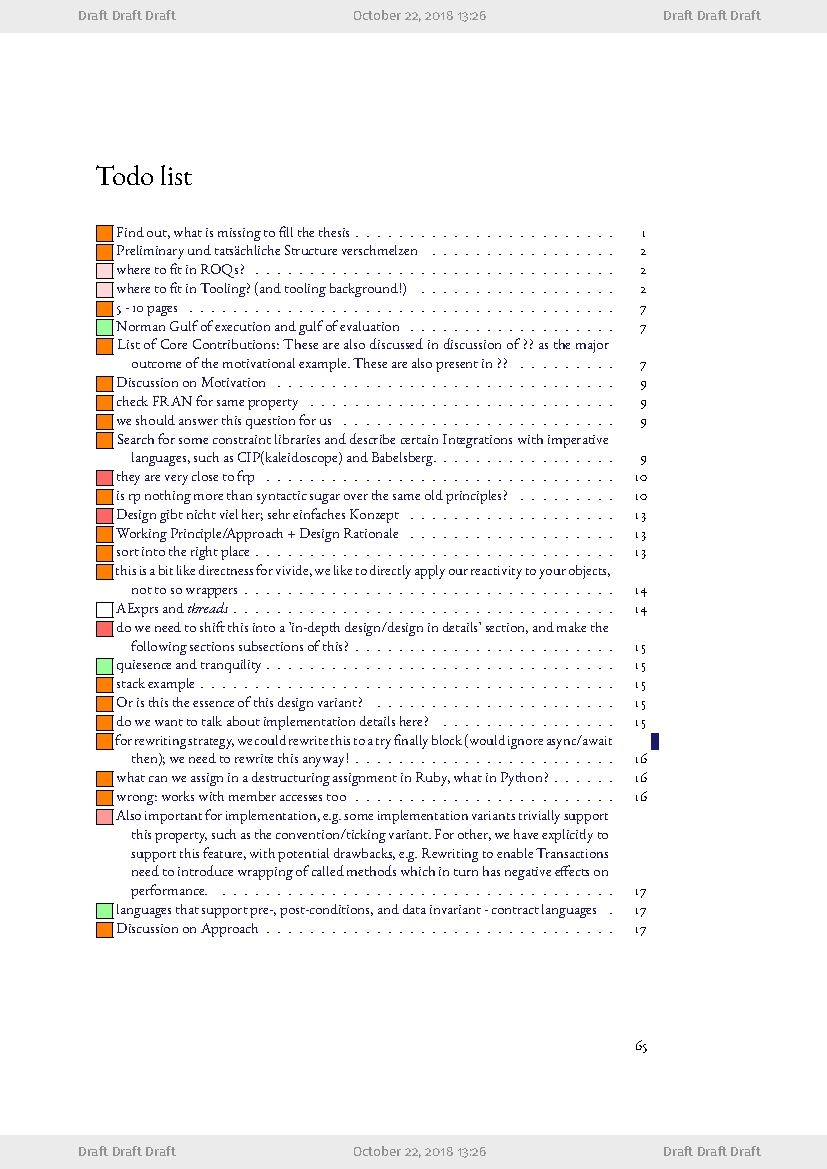 Draft Draft Draft October 22, 2018 13:26 Draft Draft Draft
Todo list
Find out, what is missing to fill the thesis . . . . . . . . . . . . . . . . . . . . . . . . 1
Preliminary und tatsächliche Structure verschmelzen . . . . . . . . . . . . . . . . . 2
where to fit in ROQs? . . . . . . . . . . . . . . . . . . . . . . . . . . . . . . . . . 2
where to fit in Tooling? (and tooling background!) . . . . . . . . . . . . . . . . . . 2
5 - 10 pages . . . . . . . . . . . . . . . . . . . . . . . . . . . . . . . . . . . . . . . 7
Norman Gulf of execution and gulf of evaluation . . . . . . . . . . . . . . . . . . . 7
List of Core Contributions: These are also discussed in discussion of ?? as the major
outcome of the motivational example. These are also present in ?? . . . . . . . . . 7
Discussion on Motivation . . . . . . . . . . . . . . . . . . . . . . . . . . . . . . . 9
check FRAN for same property . . . . . . . . . . . . . . . . . . . . . . . . . . . . 9
we should answer this question for us . . . . . . . . . . . . . . . . . . . . . . . . . 9
Search for some constraint libraries and describe certain Integrations with imperative
languages, such as CIP(kaleidoscope) and Babelsberg. . . . . . . . . . . . . . . . . 9
they are very close to frp . . . . . . . . . . . . . . . . . . . . . . . . . . . . . . . . 10
is rp nothing more than syntactic sugar over the same old principles? . . . . . . . . . 10
Design gibt nicht viel her; sehr einfaches Konzept . . . . . . . . . . . . . . . . . . . 13
Working Principle/Approach + Design Rationale . . . . . . . . . . . . . . . . . . . 13
sort into the right place . . . . . . . . . . . . . . . . . . . . . . . . . . . . . . . . . 13
this is a bit like directness for vivide, we like to directly apply our reactivity to your objects,
not to so wrappers . . . . . . . . . . . . . . . . . . . . . . . . . . . . . . . . . . 14
AExprs and threads . . . . . . . . . . . . . . . . . . . . . . . . . . . . . . . . . . . 14
do we need to shift this into a 'in-depth design/design in details' section, and make the
following sections subsections of this? . . . . . . . . . . . . . . . . . . . . . . . . 15
quiesence and tranquility . . . . . . . . . . . . . . . . . . . . . . . . . . . . . . . . 15
stack example . . . . . . . . . . . . . . . . . . . . . . . . . . . . . . . . . . . . . . 15
Or is this the essence of this design variant? . . . . . . . . . . . . . . . . . . . . . . 15
do we want to talk about implementation details here? . . . . . . . . . . . . . . . . 15
for rewriting strategy, we could rewrite this to a try finally block (would ignore async/await
then); we need to rewrite this anyway! . . . . . . . . . . . . . . . . . . . . . . . . 16
what can we assign in a destructuring assignment in Ruby, what in Python? . . . . . . 16
wrong: works with member accesses too . . . . . . . . . . . . . . . . . . . . . . . . 16
Also important for implementation, e.g. some implementation variants trivially support
this property, such as the convention/ticking variant. For other, we have explicitly to
support this feature, with potential drawbacks, e.g. Rewriting to enable Transactions
need to introduce wrapping of called methods which in turn has negative effects on
performance. . . . . . . . . . . . . . . . . . . . . . . . . . . . . . . . . . . . . 17
languages that support pre-, post-conditions, and data invariant - contract languages . 17
Discussion on Approach . . . . . . . . . . . . . . . . . . . . . . . . . . . . . . . . 17
65
Draft Draft Draft October 22, 2018 13:26 Draft Draft Draft